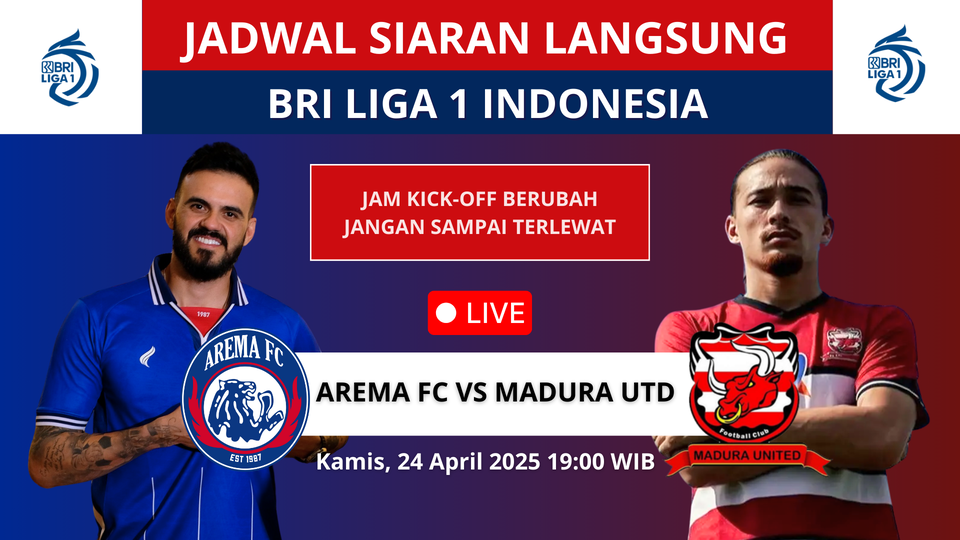 JADWAL SIARAN LANGSUNG
BRI LIGA 1 INDONESIA
BRI
LIGA 1
BRI
LIGA 1
JAM KICK-OFF BERUBAH
JANGAN SAMPAI TERLEWAT
LIVE
1987
AREMA FC
EST 1987
AREMA FC VS MADURA UTD
Football Club
MADURA UNITED
Kamis, 24 April 2025 19:00 WIB